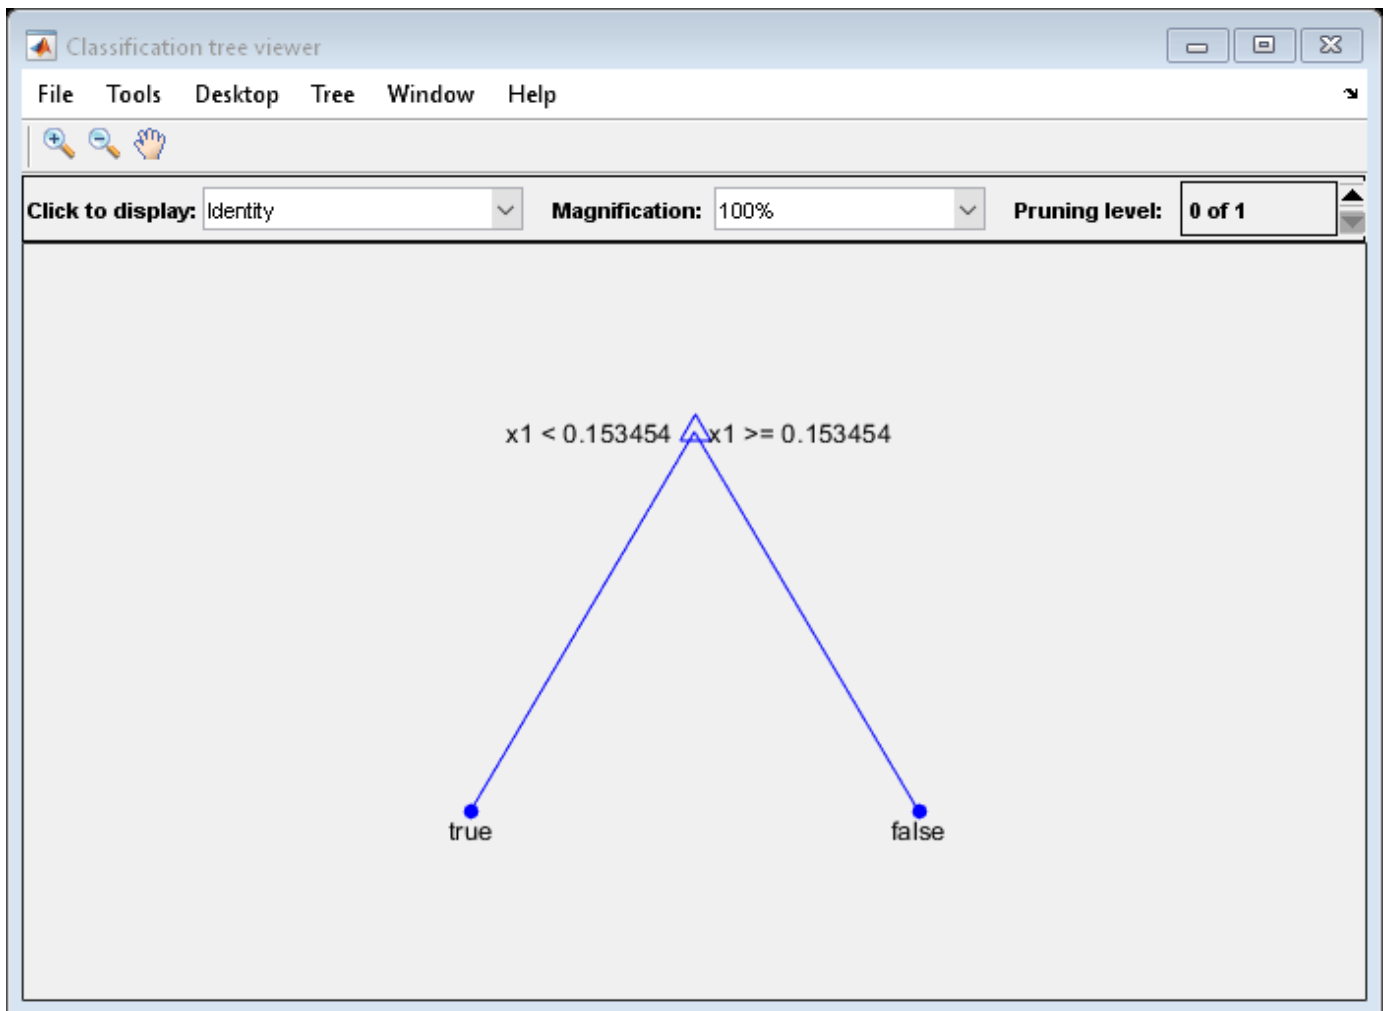 Classification tree viewer
File Tools Desktop Tree Window Help
Click to display: Identity Magnification: 100% Pruning level: 0 of 1
x1 < 0.153454 x1 >= 0.153454
true false